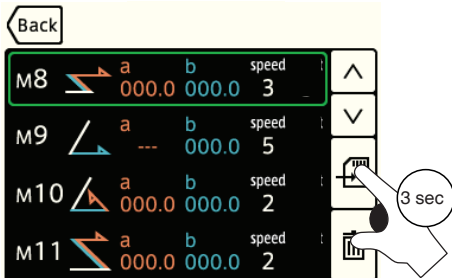 Back
M8 a b speed
000.0 000.0 3
M9 a b speed
--- 000.0 5
M10 a b speed
000.0 000.0 2
M11 a b speed
000.0 000.0 2
3 sec